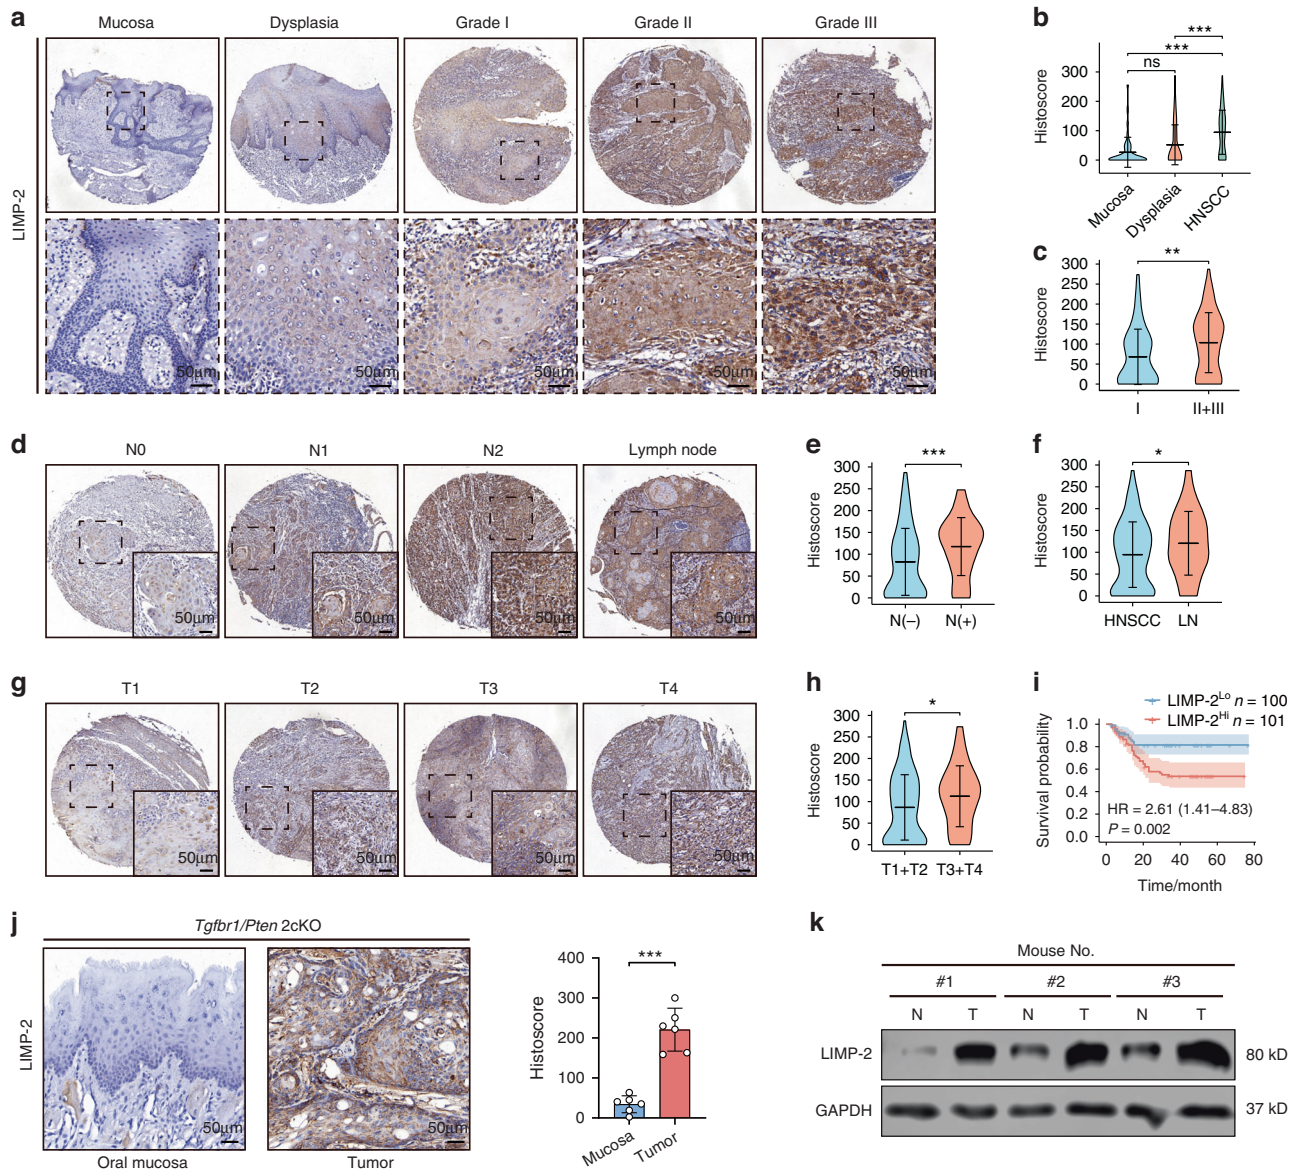 a
Mucosa
Dysplasia
Grade I
Grade II
Grade III
LIMP-2
50μm
50μm
50μm
50μm
50μm
b
***
***
ns
Histoscore
300
200
100
0
Mucosa
Dysplasia
HNSCC
c
**
Histoscore
300
250
200
150
100
50
0
I
II+III
d
N0
N1
N2
Lymph node
50μm
50μm
50μm
50μm
e
***
Histoscore
300
250
200
150
100
50
0
N(–)
N(+)
f
*
Histoscore
300
250
200
150
100
50
0
HNSCC
LN
g
T1
T2
T3
T4
50μm
50μm
50μm
50μm
h
*
Histoscore
300
250
200
150
100
50
0
T1+T2
T3+T4
i
LIMP-2Lo n = 100
LIMP-2Hi n = 101
Survival probability
1.0
0.8
0.6
0.4
0.2
0.0
HR = 2.61 (1.41–4.83)
P = 0.002
0 20 40 60 80
Time/month
j
Tgfbr1/Pten 2cKO
LIMP-2
50μm
50μm
Oral mucosa
Tumor
***
Histoscore
400
300
200
100
0
Mucosa
Tumor
k
Mouse No.
#1 #2 #3
N T N T N T
LIMP-2 80 kD
GAPDH 37 kD